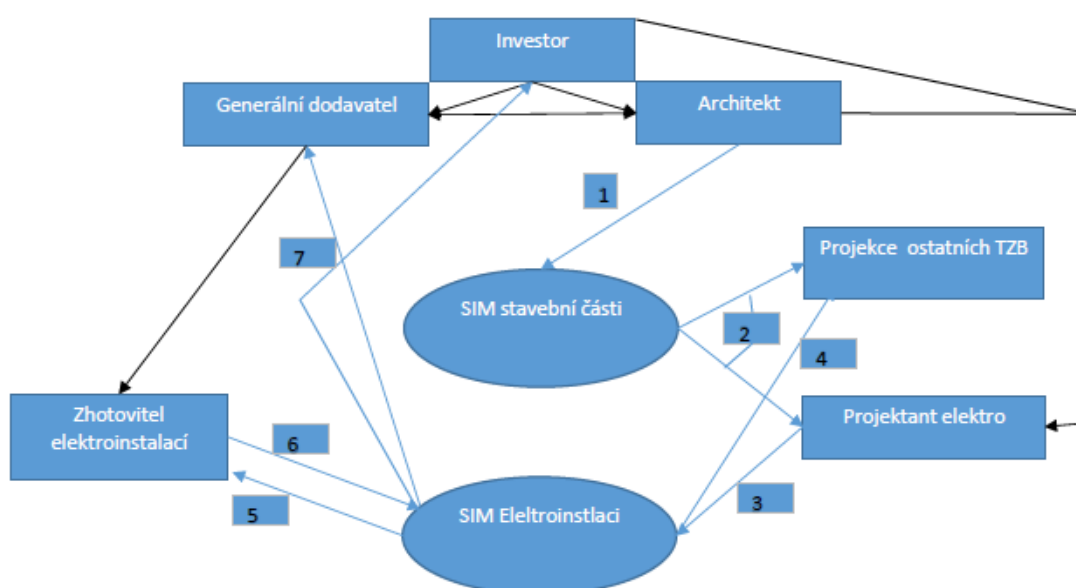 Investor
Generální dodavatel
Architekt
1
7
Projekce ostatních TZB
SIM stavební části
2
4
Zhotovitel
elektroinstalací
Projektant elektro
6
5
3
SIM Eleltroinstlaci